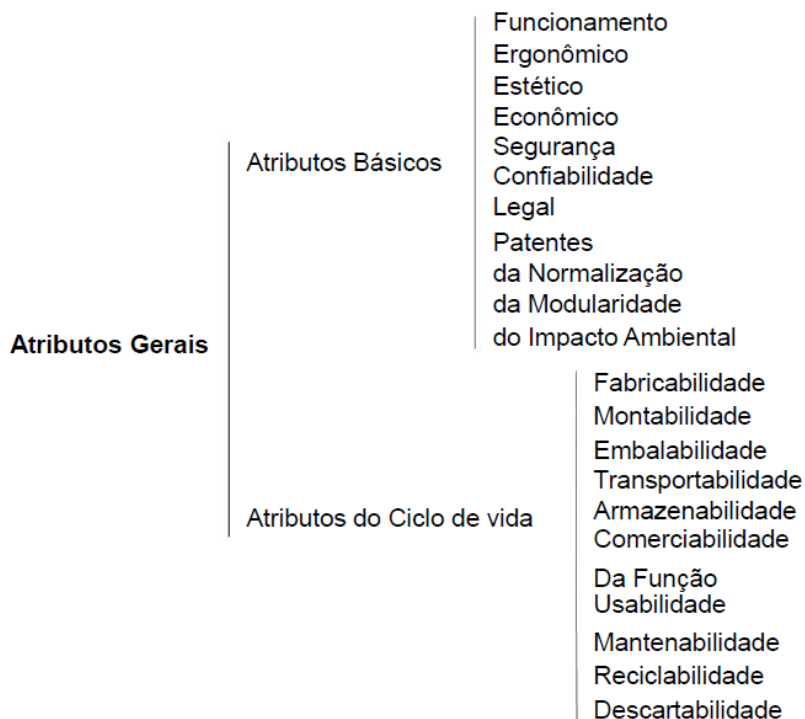 Atributos Gerais
Atributos Básicos
Funcionamento
Ergonômico
Estético
Econômico
Segurança
Confiabilidade
Legal
Patentes
da Normalização
da Modularidade
do Impacto Ambiental
Atributos do Ciclo de vida
Fabricabilidade
Montabilidade
Embalabilidade
Transportabilidade
Armazenabilidade
Comerciabilidade
Da Função
Usabilidade
Mantenabilidade
Reciclabilidade
Descartabilidade